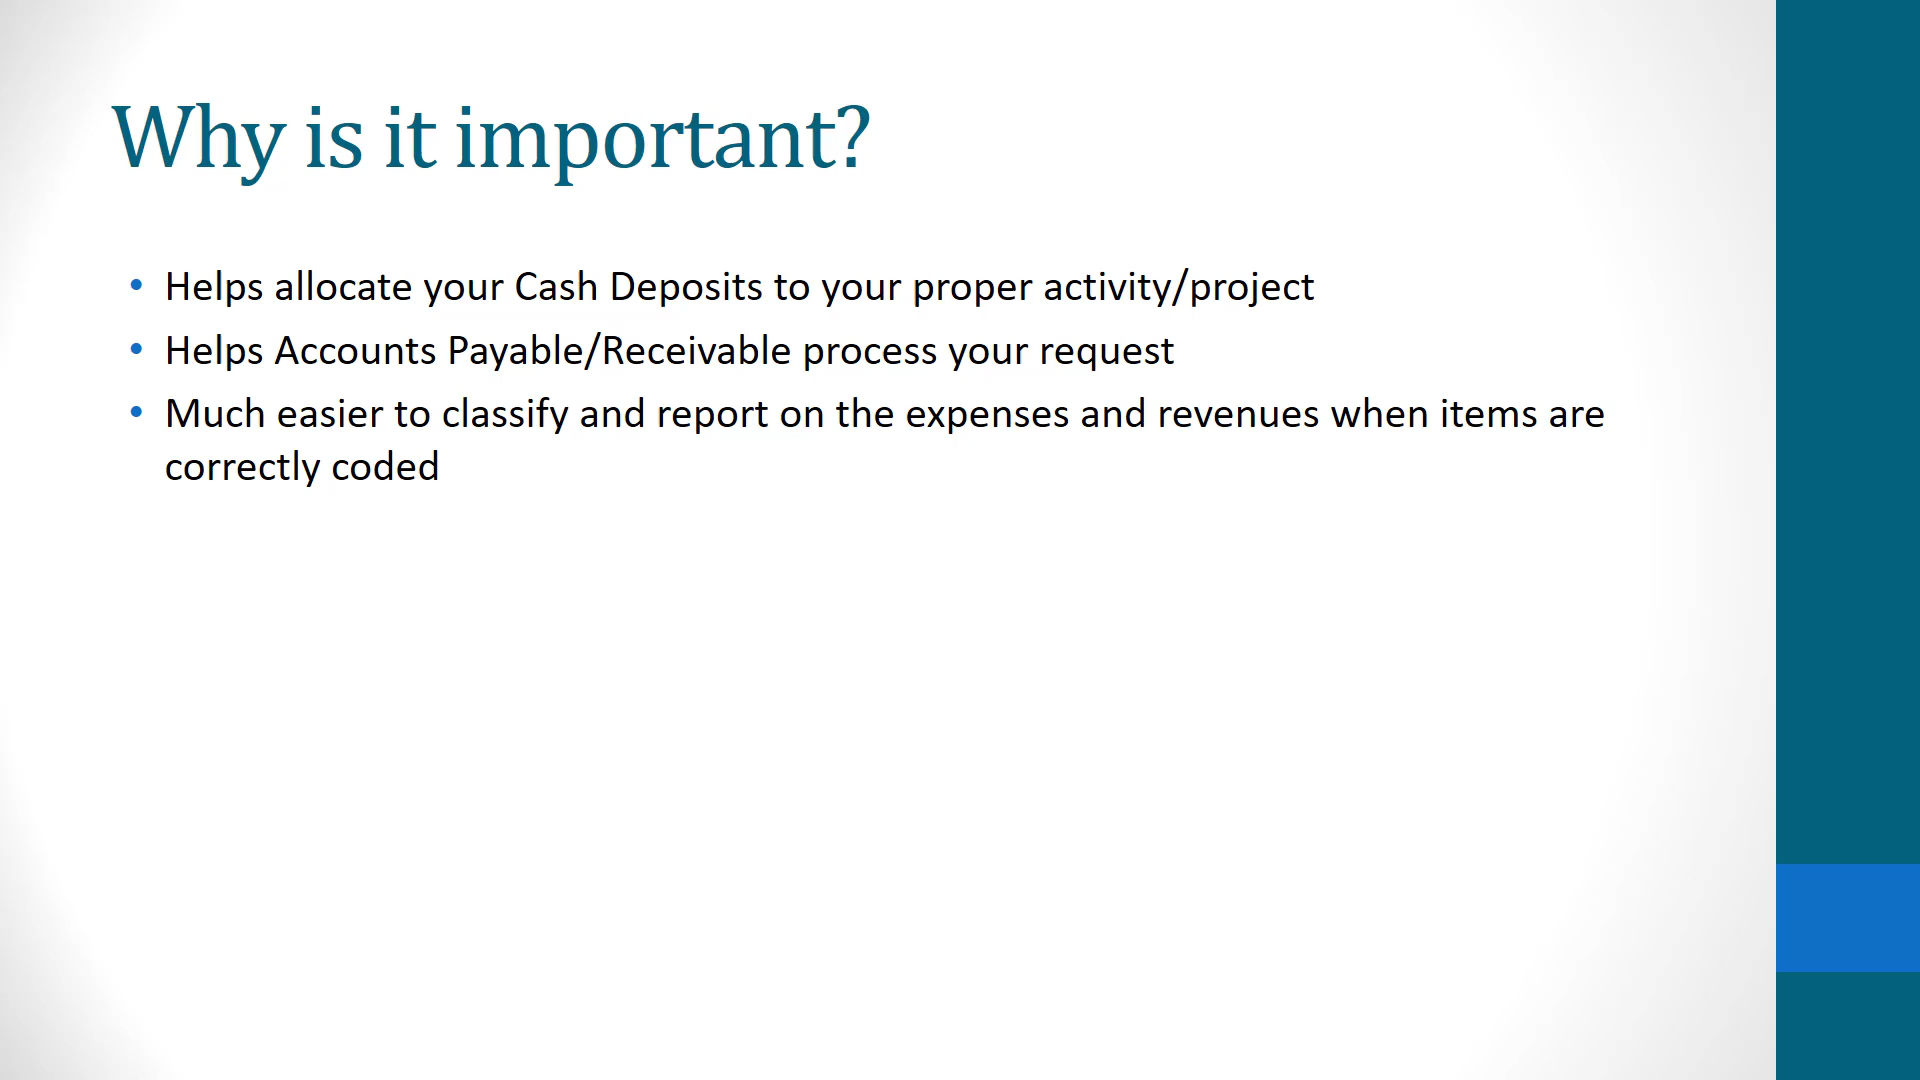 Why is it important?
• Helps allocate your Cash Deposits to your proper activity/project
• Helps Accounts Payable/Receivable process your request
• Much easier to classify and report on the expenses and revenues when items are
correctly coded